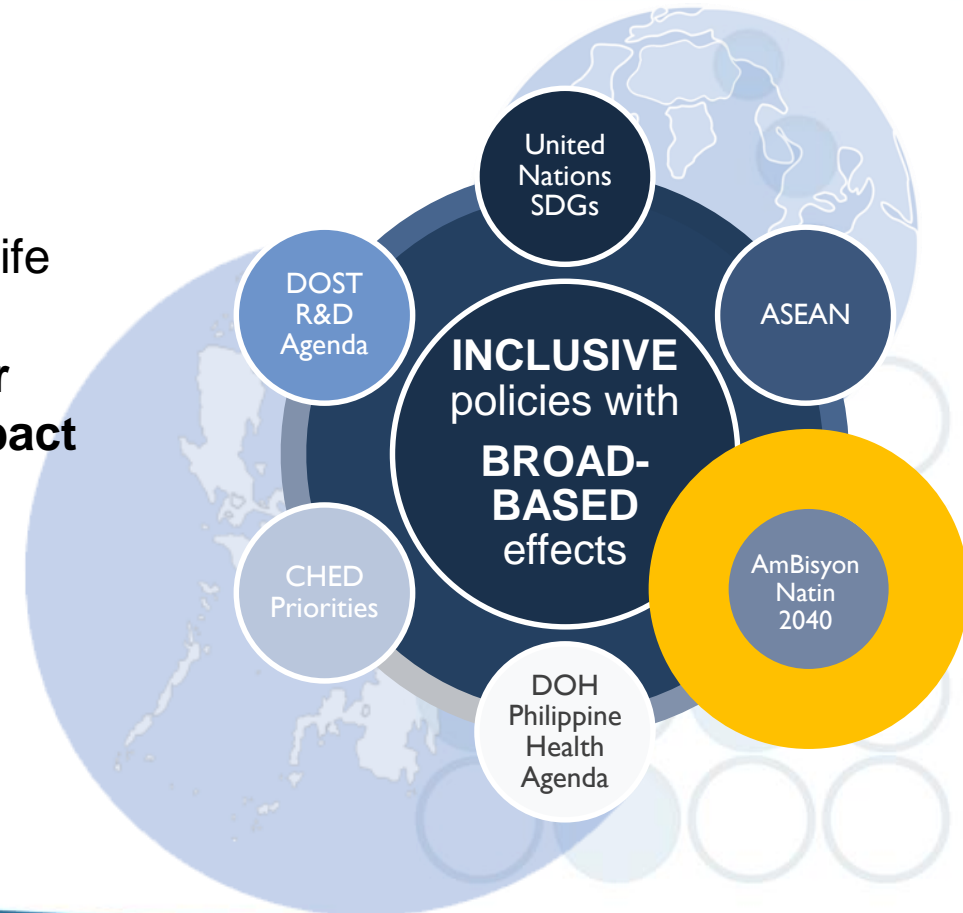 ife
r
pact
United
Nations
SDGs
ASEAN
AmBisyon
Natin
2040
DOH
Philippine
Health
Agenda
CHED
Priorities
DOST
R&D
Agenda
INCLUSIVE
policies with
BROAD-
BASED
effects